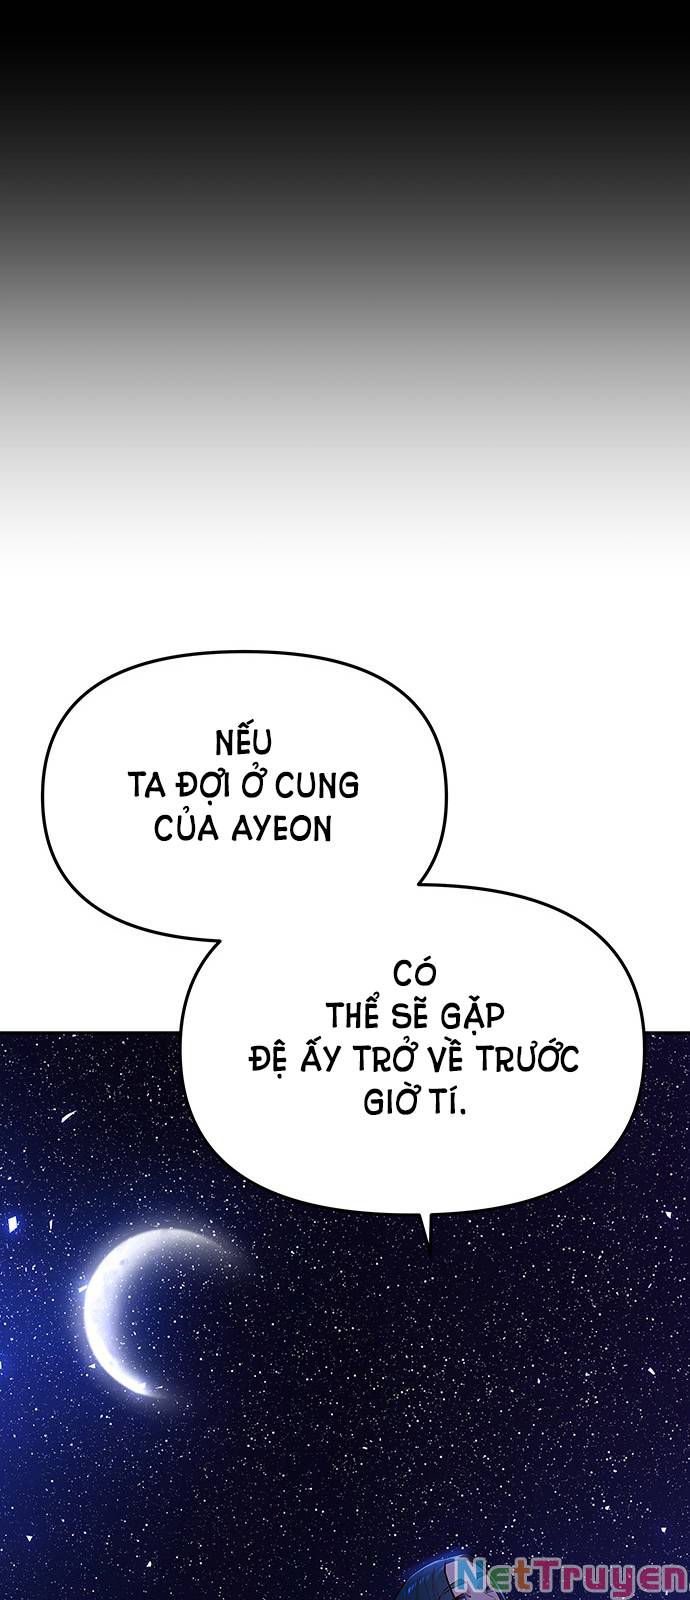 NẾU
TA ĐỢI Ở CUNG
CỦA AYEON
CÓ
THỂ SẼ GẶP
ĐỆ ẤY TRỞ VỀ TRƯỚC
GIỜ TÍ.
NetTruyen